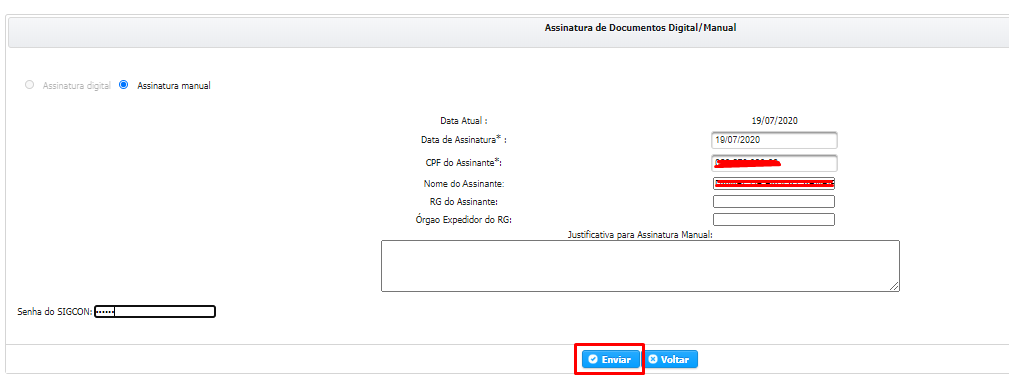 Assinatura de Documentos Digital/Manual
Assinatura digital Assinatura manual
Data Atual : 19/07/2020
Data de Assinatura* : 19/07/2020
CPF do Assinante*:
Nome do Assinante:
RG do Assinante:
Órgao Expedidor do RG:
Justificativa para Assinatura Manual:
Senha do SIGCON: ••••••
Enviar Voltar